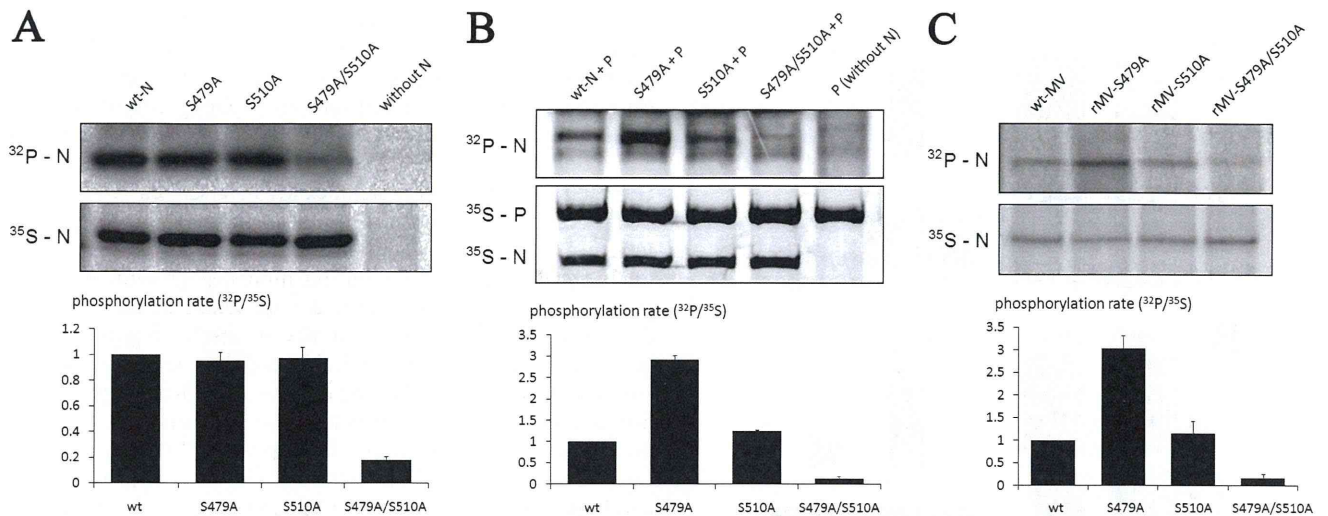 A
wt-N
S479A
S510A
S479A/S510A
without N
32P - N
35S - N
phosphorylation rate (32P/35S)
1.2
1
0.8
0.6
0.4
0.2
0
wt
S479A
S510A
S479A/S510A
B
wt-N + P
S479A + P
S510A + P
S479A/S510A + P
P (without N)
32P - N
35S - P
35S - N
phosphorylation rate (32P/35S)
3.5
3
2.5
2
1.5
1
0.5
0
wt
S479A
S510A
S479A/S510A
C
wt-MV
rMV-S479A
rMV-S510A
rMV-S479A/S510A
32P - N
35S - N
phosphorylation rate (32P/35S)
3.5
3
2.5
2
1.5
1
0.5
0
wt
S479A
S510A
S479A/S510A